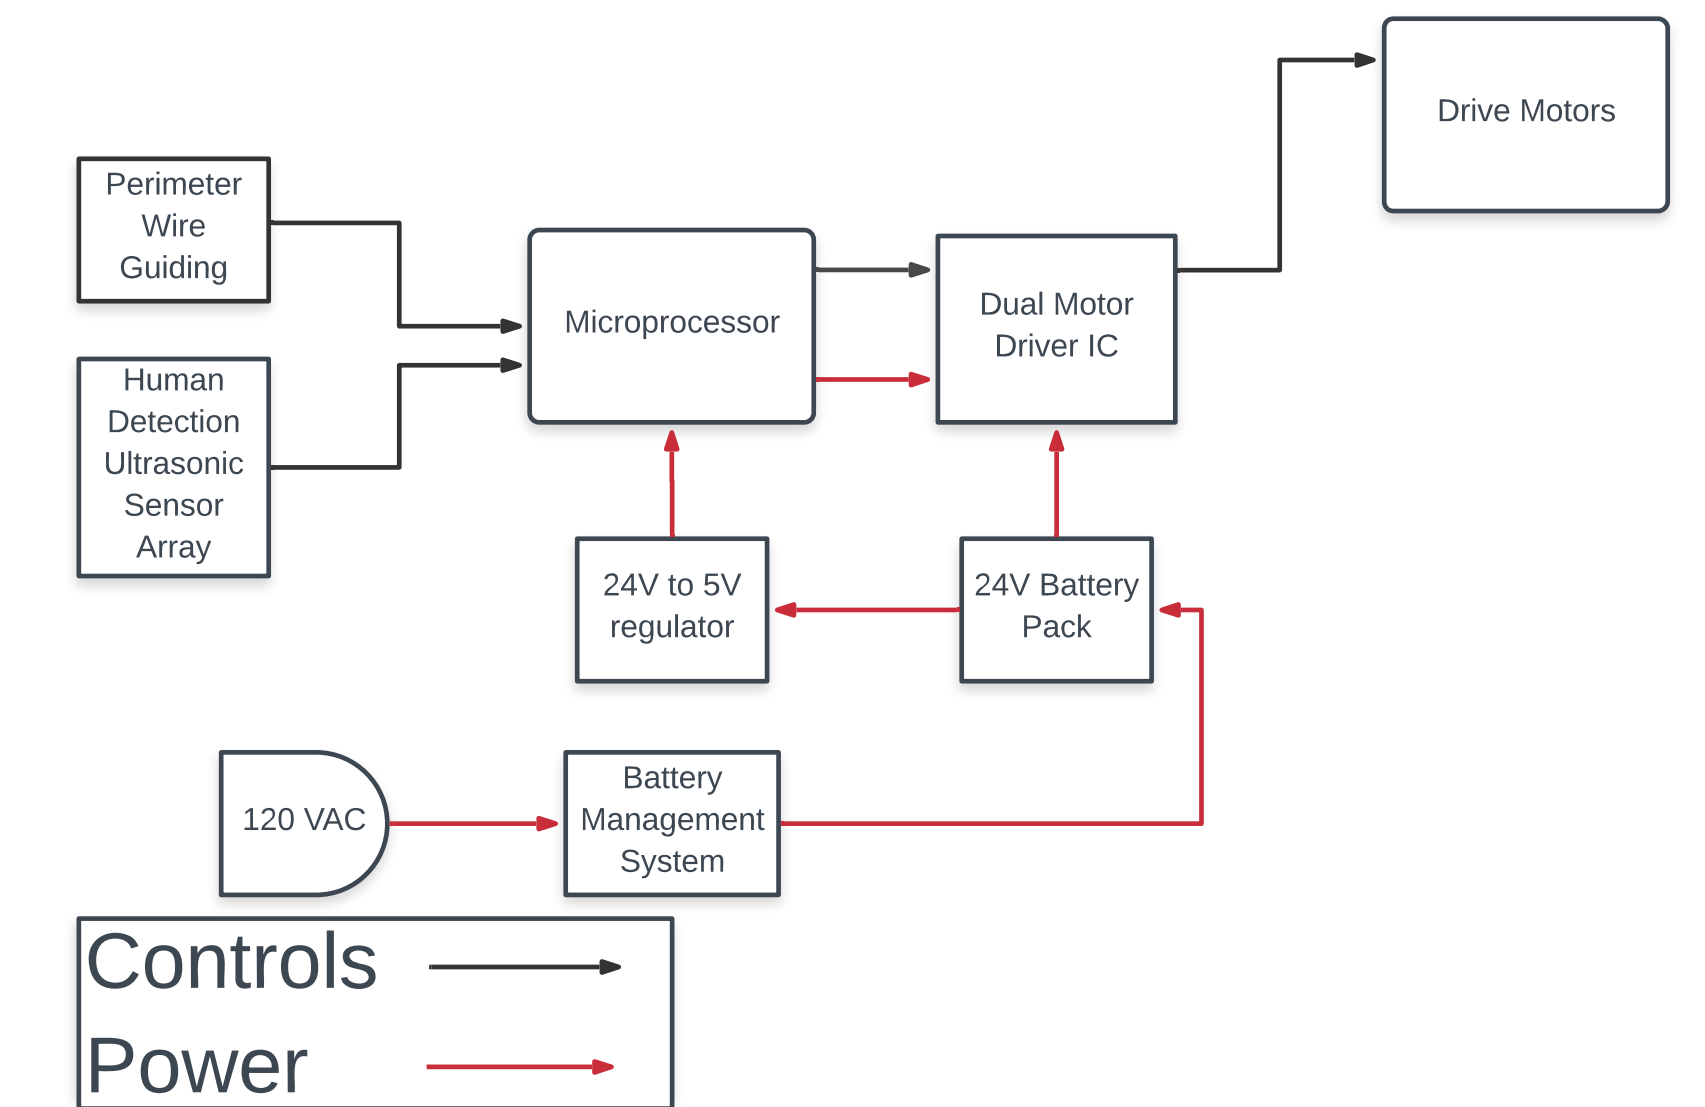 Drive Motors
Perimeter
Wire
Guiding
Microprocessor
Dual Motor
Driver IC
Human
Detection
Ultrasonic
Sensor
Array
24V to 5V
regulator
24V Battery
Pack
120 VAC
Battery
Management
System
Controls
Power